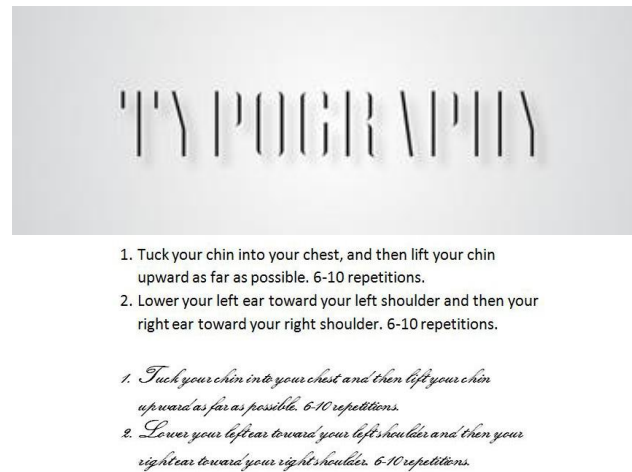 TYPOGRAPHY
1. Tuck your chin into your chest, and then lift your chin
upward as far as possible. 6-10 repetitions.
2. Lower your left ear toward your left shoulder and then your
right ear toward your right shoulder. 6-10 repetitions.
1. Tuck your chin into your chest and then lift your chin
upward as far as possible. 6-10 repetitions.
2. Lower your left ear toward your left shoulder and then your
right ear toward your right shoulder. 6-10 repetitions.